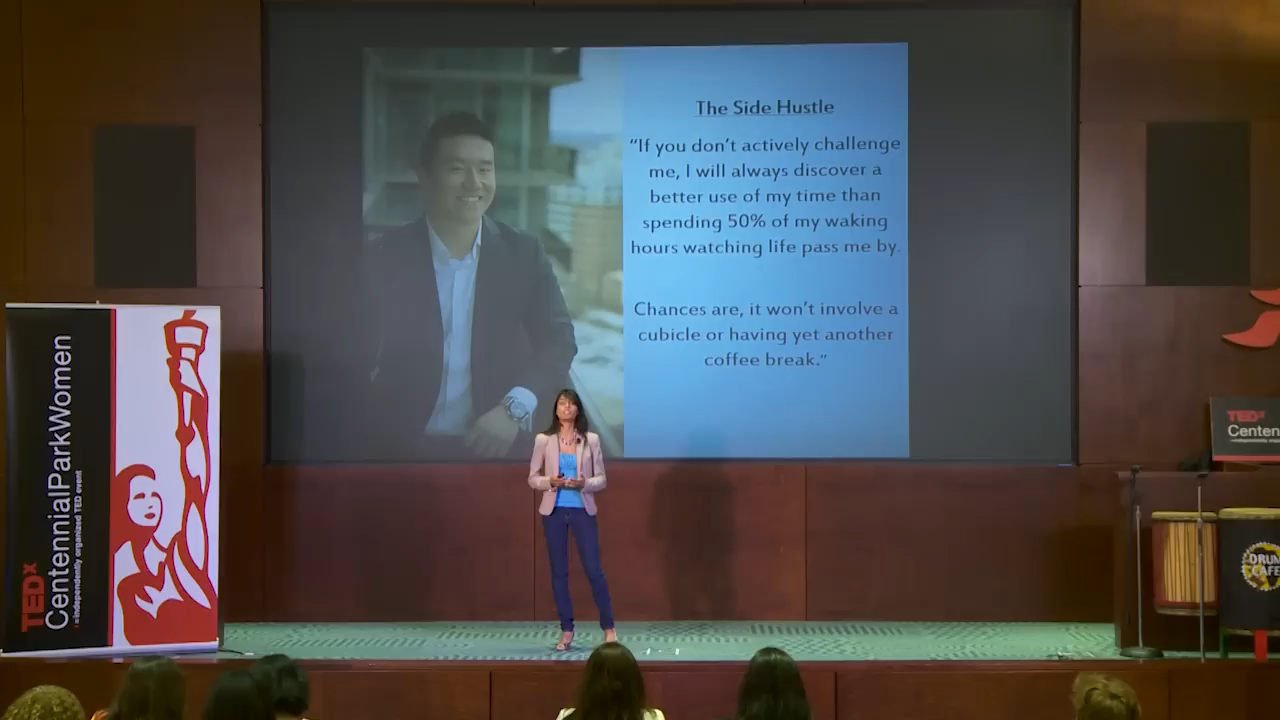 The Side Hustle
“If you don’t actively challenge
me, I will always discover a
better use of my time than
spending 50% of my waking
hours watching life pass me by.
Chances are, it won’t involve a
cubicle or having yet another
coffee break.”
TEDx
CentennialParkWomen
x=independently organized TED event
TEDx
Centen
DRUM
CAFE